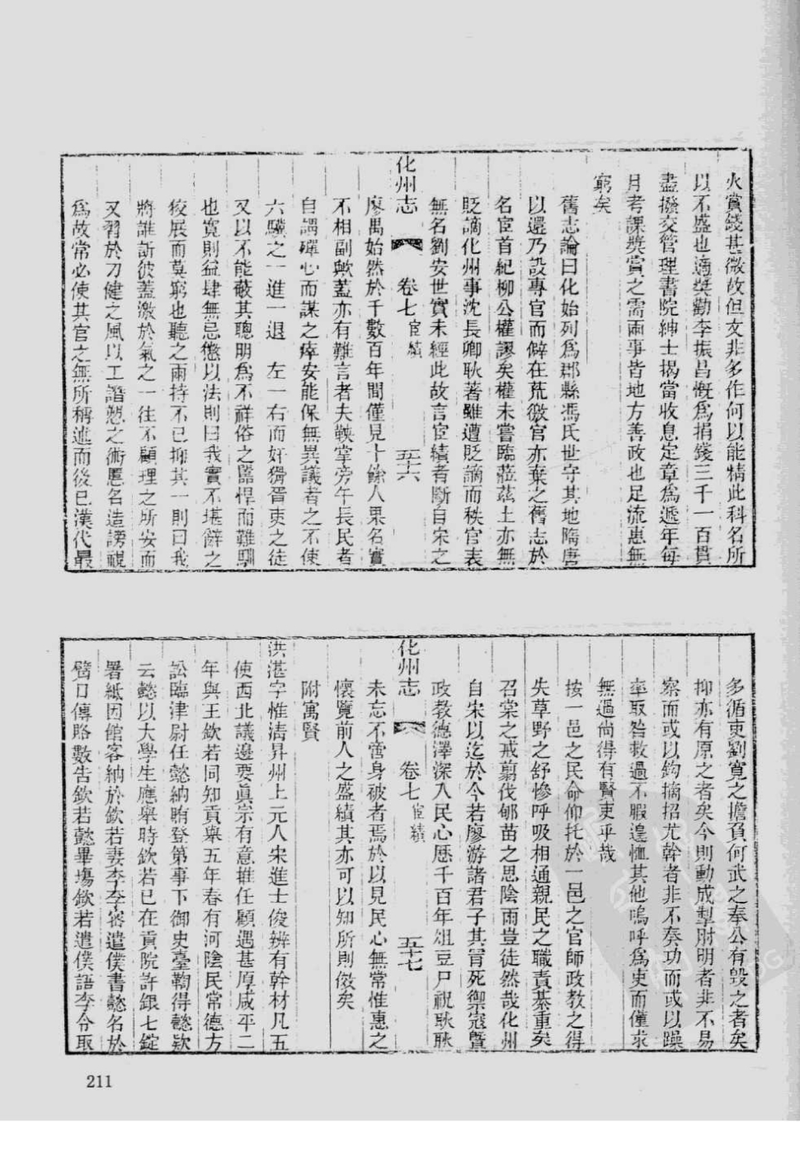 火賞錢甚微故但文非多作何以能精此科名所
以不盛也適獎勸李振昌慨爲捐錢三千一百貫
盡撥交管理書院紳士揭當收息定章爲遞年每
月考課獎賞之需兩事皆地方善政也足流惠無
窮矣
舊志論曰化始列爲郡縣馮氏世守其地隋唐
以還乃設專官而僻在荒徼官亦棄之舊志於
名宦首紀柳公權謬矣權未嘗臨蒞茲土亦無
貶謫化州事沈長卿耿著雖遭貶謫而秩官表
無名劉安世實未經此故言宦績者斷自宋之
化州志 卷七 宦績 五十六
廖禺始然於千數百年間僅見十餘人果名實
不相副歟蓋亦有難言者夫鞅掌旁午長民者
自謂殫心而謀之瘁安能保無異議者之不使
六驥之一進一退 左一右而奸猾胥吏之徒
又以不能蔽其聰明爲不祥俗之嚚悍而難馴
也寬則益肆無忌憊以法則曰我實不堪辭之
狡展而莫窮也聽之兩持不已抑其一則曰我
將誰訴彼蓋激於氣之一往不顧理之所安而
又習於刀健之風以工譖愬之術匿名造謗視
爲故常必使其官之無所稱述而後已漢代最
多循吏劉寬之擔負何武之奉公有毀之者矣
抑亦有原之者矣今則動成掣肘明者非不易
察而或以鈎摘招尤幹者非不奏功而或以躁
率取咎救過不暇遑恤其他嗚呼爲吏而僅求
無過尚得有賢吏乎哉
按一邑之民命仰托於一邑之官師政教之得
失草野之舒慘呼吸相通親民之職責綦重矣
召棠之戒翦伐郇苗之思陰雨豈徒然哉化州
自宋以迄於今若廖游諸君子其冐死禦寇暨
政教德澤深入民心歷千百年俎豆尸祝耿耿
化州志 卷七 宦績 五十七
未忘不啻身被者焉於以見民心無常惟惠之
懷覽前人之盛績其亦可以知所則倣矣
附寓賢
洪湛字惟清昇州上元人宋進士俊辨有幹材凡五
使西北議邊要眞宗有意推任顧遇甚厚咸平二
年與王欽若同知貢舉五年春有河陰民常德方
訟臨津尉任懿納賄登第事下御史臺鞫得懿款
云懿以大學生應舉時欽若已在貢院許銀七錠
署紙因館客納於欽若妻李李密遣僕書懿名於
臂口傳賂數告欽若懿畢塲欽若遣僕語李令取
211